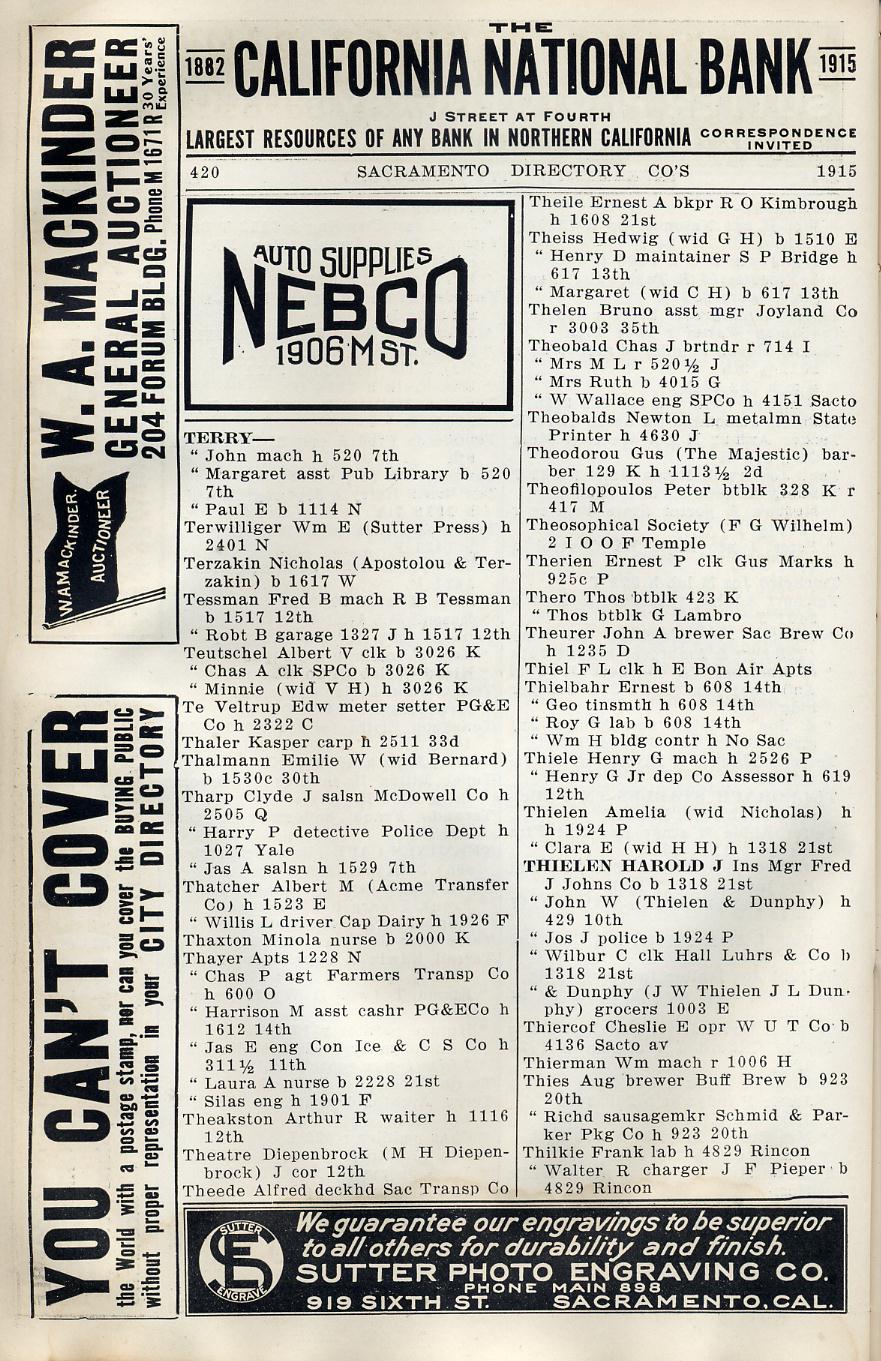 THE
1882 CALIFORNIA NATIONAL BANK 1915
J STREET AT FOURTH
LARGEST RESOURCES OF ANY BANK IN NORTHERN CALIFORNIA CORRESPONDENCE INVITED
420 SACRAMENTO DIRECTORY CO'S 1915
W. A. MACKINDER
GENERAL AUCTIONEER
204 FORUM BLDG. Phone M 1671 R 30 Years' Experience
W.A.MACKINDER.
AUCTIONEER
YOU CAN'T COVER
the World with a postage stamp, nor can you cover the BUYING PUBLIC
without proper representation in your CITY DIRECTORY
AUTO SUPPLIES
NEBCO
1906 M ST.
TERRY—
“ John mach h 520 7th
“ Margaret asst Pub Library b 520
7th
“ Paul E b 1114 N
Terwilliger Wm E (Sutter Press) h
2401 N
Terzakin Nicholas (Apostolou & Ter-
zakin) b 1617 W
Tessman Fred B mach R B Tessman
b 1517 12th
“ Robt B garage 1327 J h 1517 12th
Teutschel Albert V clk b 3026 K
“ Chas A clk SPCo b 3026 K
“ Minnie (wid V H) h 3026 K
Te Veltrup Edw meter setter PG&E
Co h 2322 C
Thaler Kasper carp h 2511 33d
Thalmann Emilie W (wid Bernard)
b 1530c 30th
Tharp Clyde J salsn McDowell Co h
2505 Q
“ Harry P detective Police Dept h
1027 Yale
“ Jas A salsn h 1529 7th
Thatcher Albert M (Acme Transfer
Co) h 1523 E
“ Willis L driver Cap Dairy h 1926 F
Thaxton Minola nurse b 2000 K
Thayer Apts 1228 N
“ Chas P agt Farmers Transp Co
h 600 O
“ Harrison M asst cashr PG&ECo h
1612 14th
“ Jas E eng Con Ice & C S Co h
311½ 11th
“ Laura A nurse b 2228 21st
“ Silas eng h 1901 F
Theakston Arthur R waiter h 1116
12th
Theatre Diepenbrock (M H Diepen-
brock) J cor 12th
Theede Alfred deckhd Sac Transp Co
Theile Ernest A bkpr R O Kimbrough
h 1608 21st
Theiss Hedwig (wid G H) b 1510 E
“ Henry D maintainer S P Bridge h
617 13th
“ Margaret (wid C H) b 617 13th
Thelen Bruno asst mgr Joyland Co
r 3003 35th
Theobald Chas J brtndr r 714 I
“ Mrs M L r 520½ J
“ Mrs Ruth b 4015 G
“ W Wallace eng SPCo h 4151 Sacto
Theobalds Newton L metalmn State
Printer h 4630 J
Theodorou Gus (The Majestic) bar-
ber 129 K h 1113½ 2d
Theofilopoulos Peter btblk 328 K r
417 M
Theosophical Society (F G Wilhelm)
2 I O O F Temple
Therien Ernest P clk Gus Marks h
925c P
Thero Thos btblk 423 K
“ Thos btblk G Lambro
Theurer John A brewer Sac Brew Co
h 1235 D
Thiel F L clk h E Bon Air Apts
Thielbahr Ernest b 608 14th
“ Geo tinsmth h 608 14th
“ Roy G lab b 608 14th
“ Wm H bldg contr h No Sac
Thiele Henry G mach h 2526 P
“ Henry G Jr dep Co Assessor h 619
12th
Thielen Amelia (wid Nicholas) h
h 1924 P
“ Clara E (wid H H) h 1318 21st
THIELEN HAROLD J Ins Mgr Fred
J Johns Co b 1318 21st
“ John W (Thielen & Dunphy) h
429 10th
“ Jos J police b 1924 P
“ Wilbur C clk Hall Luhrs & Co b
1318 21st
“ & Dunphy (J W Thielen J L Dun-
phy) grocers 1003 E
Thiercof Cheslie E opr W U T Co b
4136 Sacto av
Thierman Wm mach r 1006 H
Thies Aug brewer Buff Brew b 923
20th
“ Richd sausagemkr Schmid & Par-
ker Pkg Co h 923 20th
Thilkie Frank lab h 4829 Rincon
“ Walter R charger J F Pieper b
4829 Rincon
SUTTER
SE
ENGRAVE
We guarantee our engravings to be superior
to all others for durability and finish.
SUTTER PHOTO ENGRAVING CO.
PHONE MAIN 898
919 SIXTH ST. SACRAMENTO, CAL.